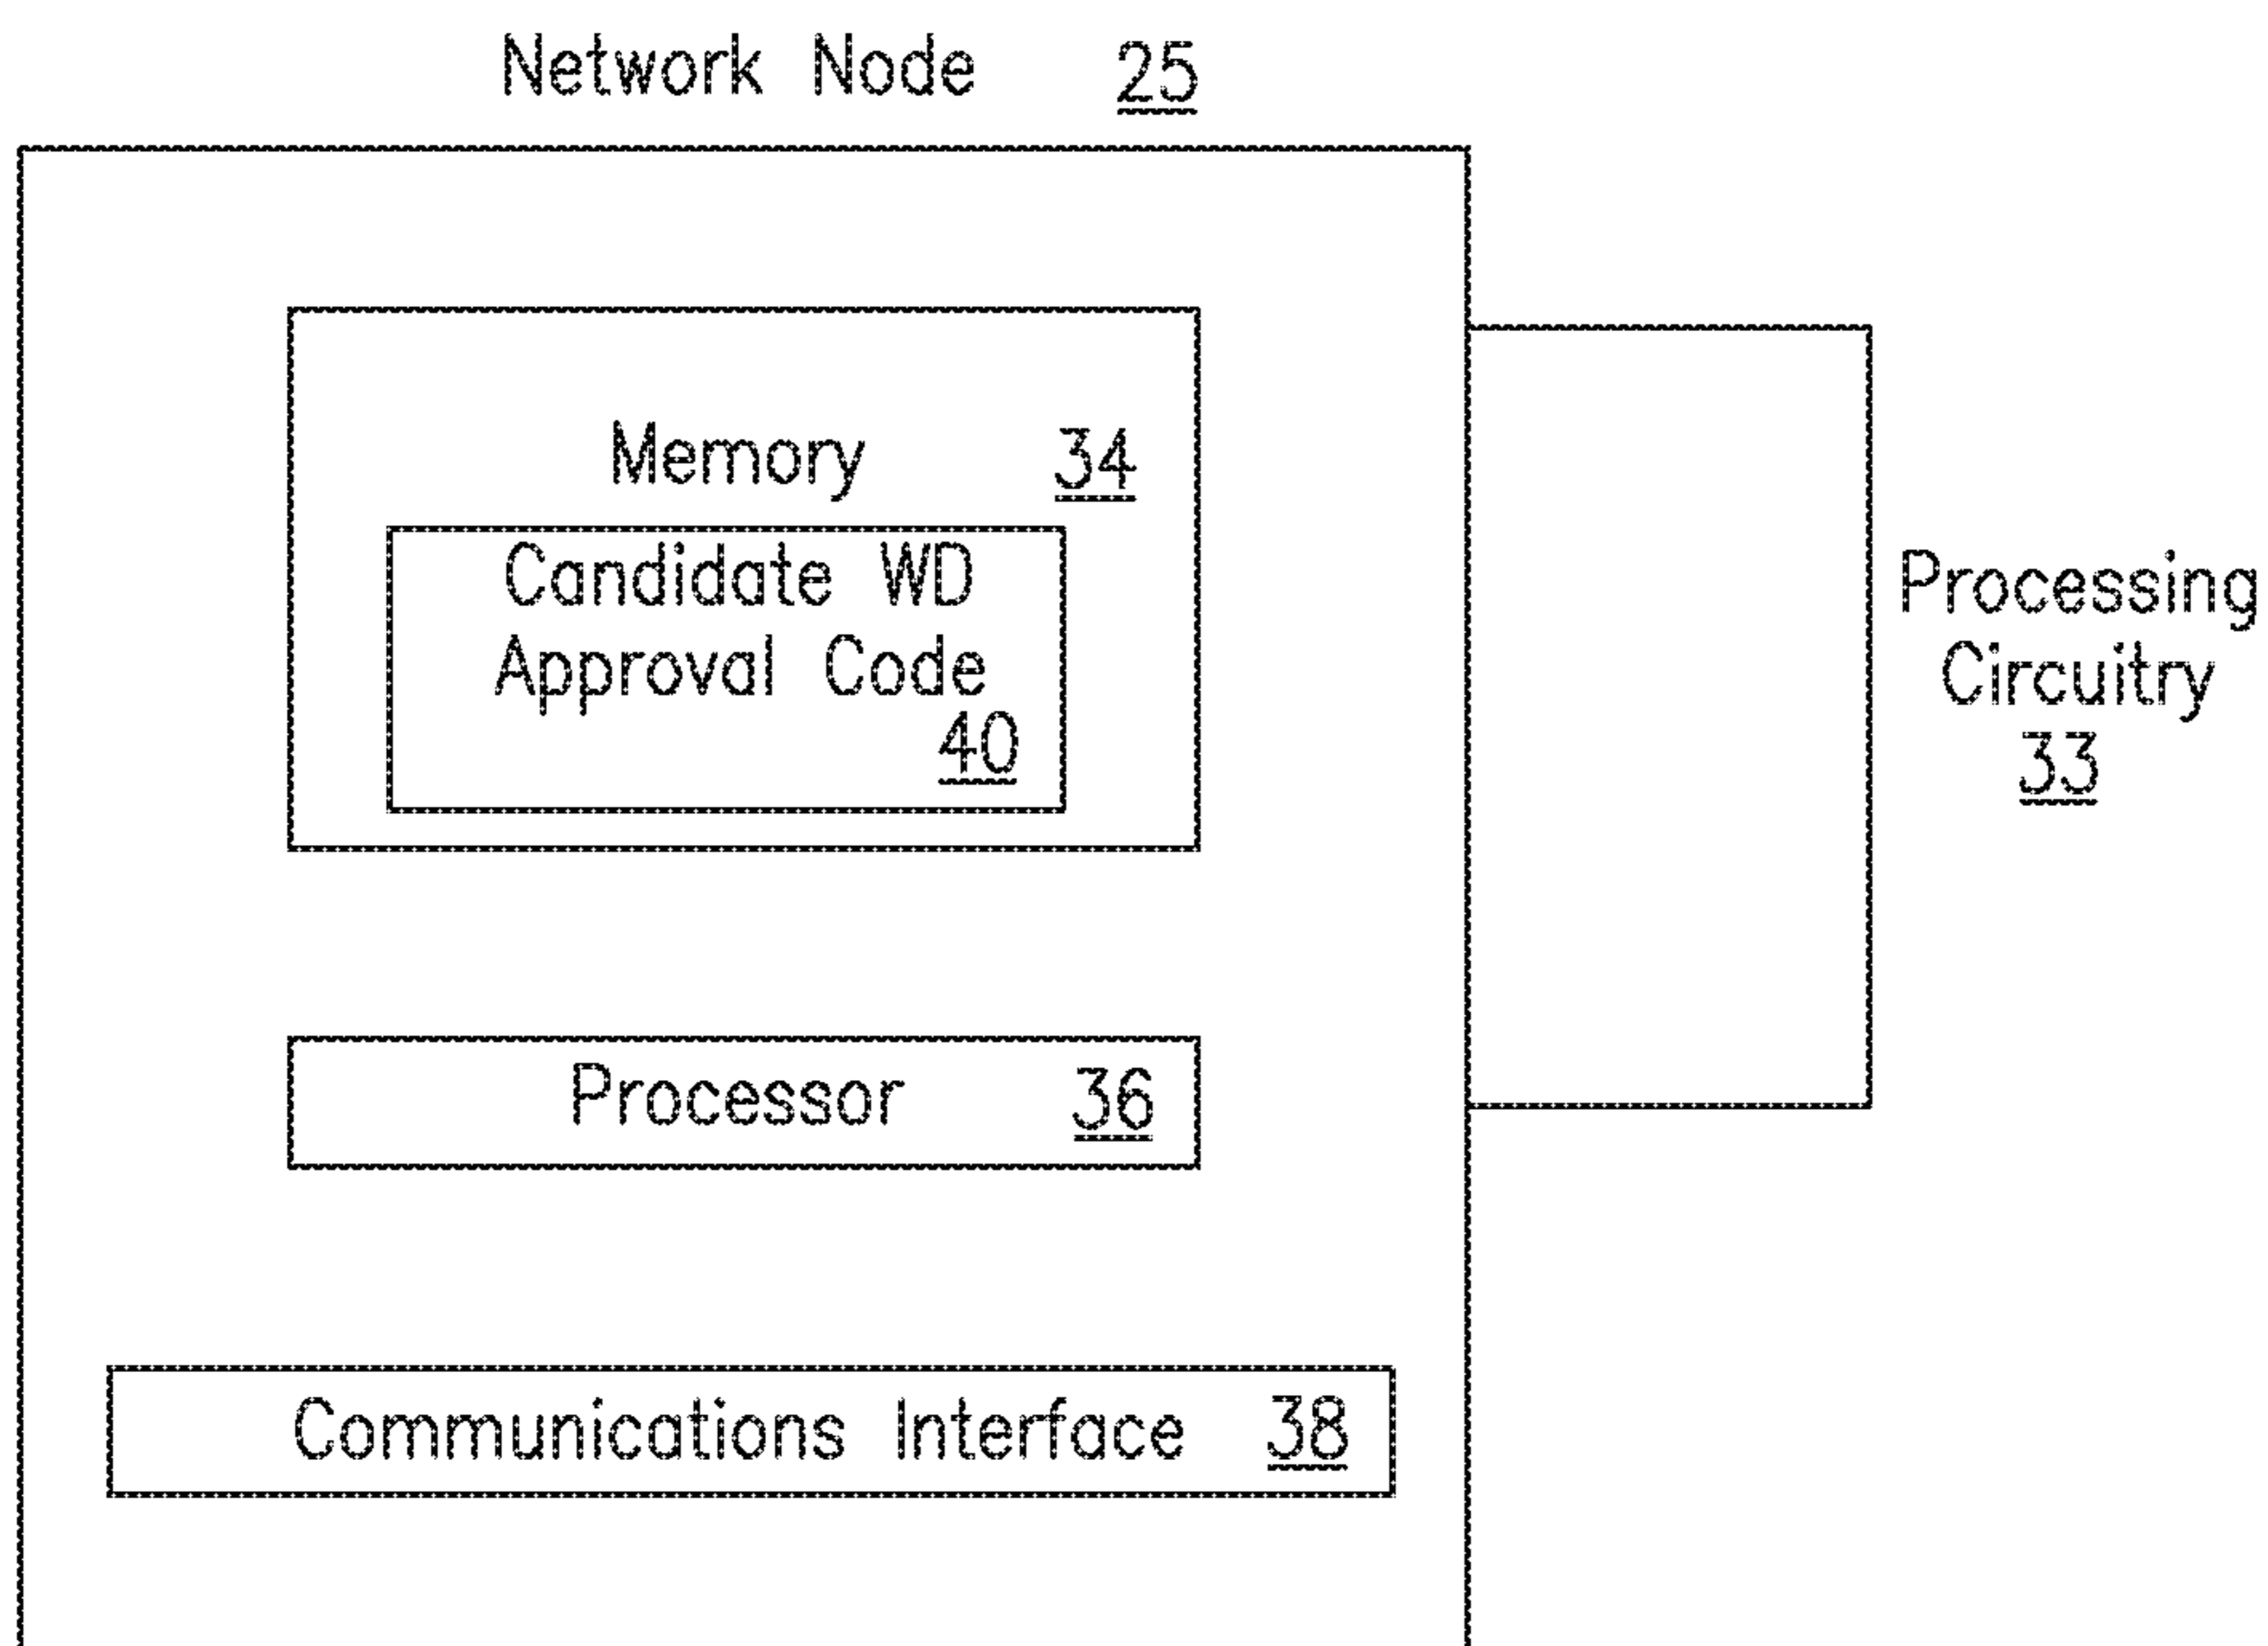 Network Node 25
Memory 34
Candidate WD
Approval Code
40
Processing
Circuitry
33
Processor 36
Communications Interface 38